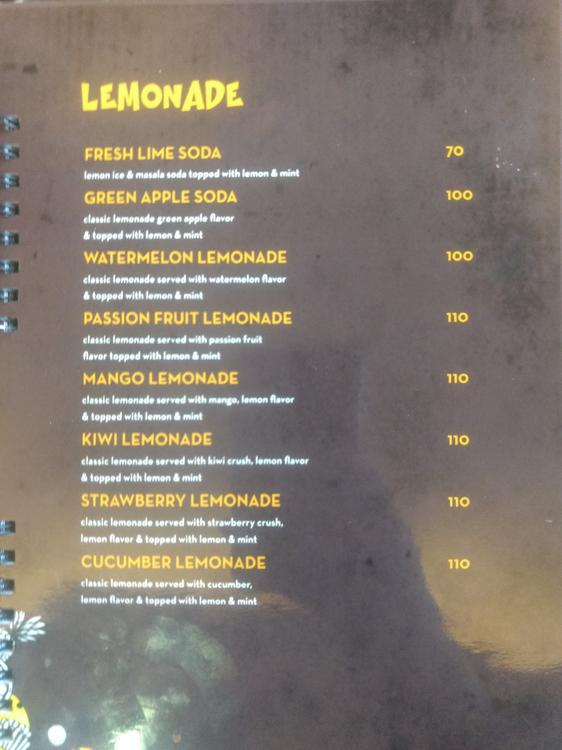 LEMONADE
FRESH LIME SODA 70
lemon ice & masala soda topped with lemon & mint
GREEN APPLE SODA 100
classic lemonade green apple flavor
& topped with lemon & mint
WATERMELON LEMONADE 100
classic lemonade served with watermelon flavor
& topped with lemon & mint
PASSION FRUIT LEMONADE 110
classic lemonade served with passion fruit
flavor topped with lemon & mint
MANGO LEMONADE 110
classic lemonade served with mango, lemon flavor
& topped with lemon & mint
KIWI LEMONADE 110
classic lemonade served with kiwi crush, lemon flavor
& topped with lemon & mint
STRAWBERRY LEMONADE 110
classic lemonade served with strawberry crush,
lemon flavor & topped with lemon & mint
CUCUMBER LEMONADE 110
classic lemonade served with cucumber,
lemon flavor & topped with lemon & mint